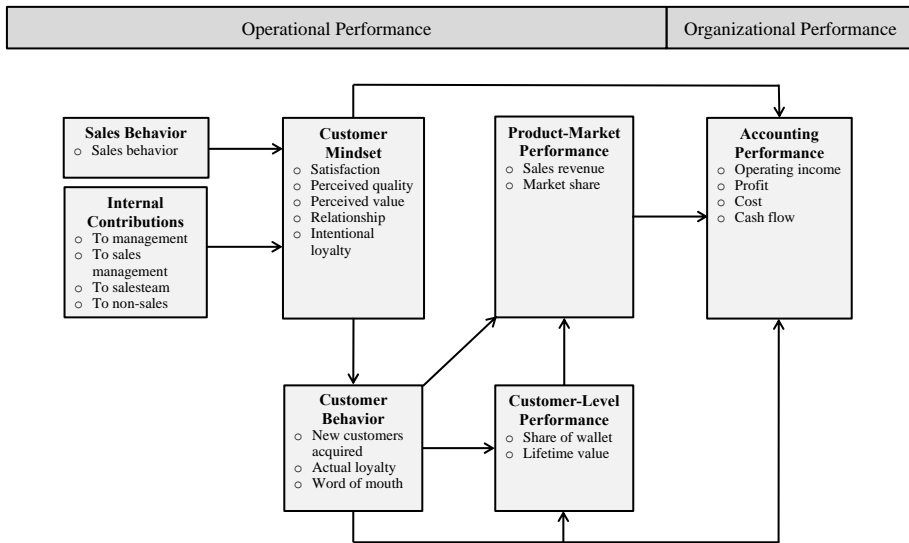 Operational Performance
Organizational Performance
Sales Behavior
○ Sales behavior
Internal
Contributions
○ To management
○ To sales
management
○ To salesteam
○ To non-sales
Customer
Mindset
○ Satisfaction
○ Perceived quality
○ Perceived value
○ Relationship
○ Intentional
loyalty
Product-Market
Performance
○ Sales revenue
○ Market share
Accounting
Performance
○ Operating income
○ Profit
○ Cost
○ Cash flow
Customer
Behavior
○ New customers
acquired
○ Actual loyalty
○ Word of mouth
Customer-Level
Performance
○ Share of wallet
○ Lifetime value